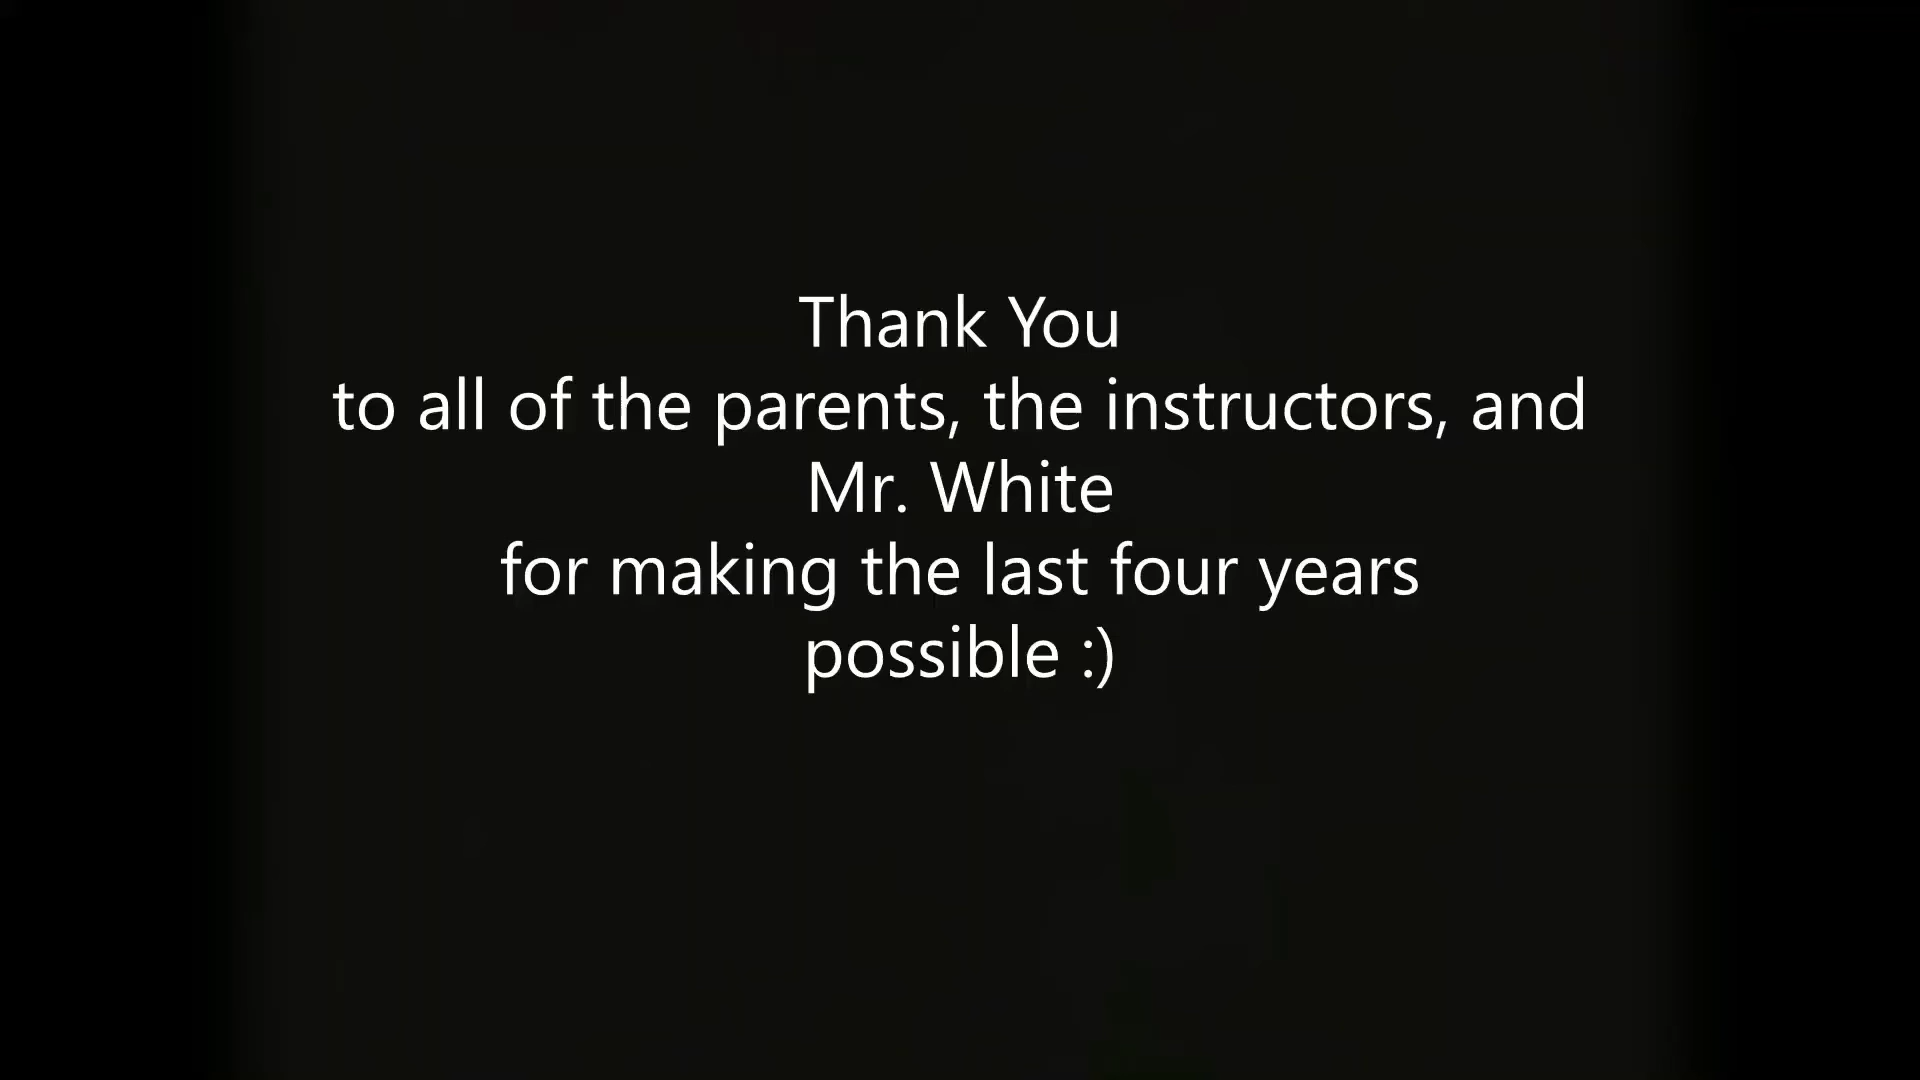 Thank You
to all of the parents, the instructors, and
Mr. White
for making the last four years
possible :)